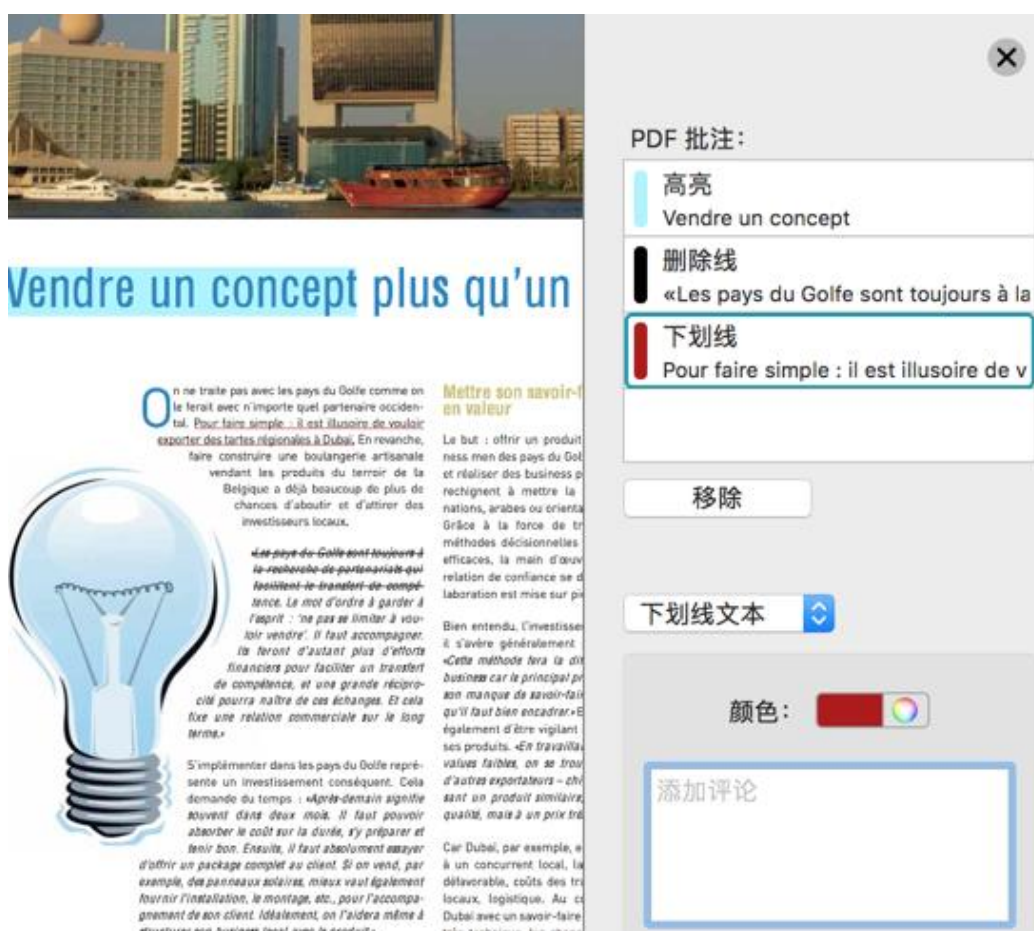 Vendre un concept plus qu'un
On ne traite pas avec les pays du Golfe comme on
le ferait avec n'importe quel partenaire occiden-
tal. Pour faire simple : il est illusoire de vouloir
exporter des tartes régionales à Dubaï. En revanche,
faire construire une boulangerie artisanale
vendant les produits du terroir de la
Belgique a déjà beaucoup de plus de
chances d'aboutir et d'attirer des
investisseurs locaux.
«Les pays du Golfe sont toujours à
la recherche de partenariats qui
facilitent le transfert de compé-
tence. Le mot d'ordre à garder à
l'esprit : 'ne pas se limiter à vou-
loir vendre'. Il faut accompagner.
Ils feront d'autant plus d'efforts
financiers pour faciliter un transfert
de compétence, et une grande récipro-
cité pourra naître de ces échanges. Et cela
fixe une relation commerciale sur le long
terme.»
S'implémenter dans les pays du Golfe repré-
sente un investissement conséquent. Cela
demande du temps : «Après-demain signifie
souvent dans deux mois. Il faut pouvoir
absorber le coût sur la durée, s'y préparer et
tenir bon. Ensuite, il faut absolument essayer
d'offrir un package complet au client. Si on vend, par
exemple, des panneaux solaires, mieux vaut également
fournir l'installation, le montage, etc., pour l'accompa-
gnement de son client. Idéalement, on l'aidera même à
Mettre son savoir-f
en valeur
Le but : offrir un produit
ness men des pays du Gol
et réaliser des business p
rechignent à mettre la
nations, arabes ou orienta
Grâce à la force de tr
méthodes décisionnelles
efficaces, la main d'œuv
relation de confiance se d
laboration est mise sur pi
Bien entendu, l'investisse
il s'avère généralement
«Cette méthode fera la dif
business car le principal pr
son manque de savoir-fair
qu'il faut bien encadrer.» E
également d'être vigilant
ses produits. «En travailla
values faibles, on se trou
d'autres exportateurs – chi
sant un produit similaire,
qualité, mais à un prix trè
Car Dubaï, par exemple, e
à un concurrent local, la
défavorable, coûts des tra
locaux, logistique. Au co
Dubaï avec un savoir-faire
PDF 批注：
高亮
Vendre un concept
删除线
«Les pays du Golfe sont toujours à la
下划线
Pour faire simple : il est illusoire de v
移除
下划线文本
颜色：
添加评论